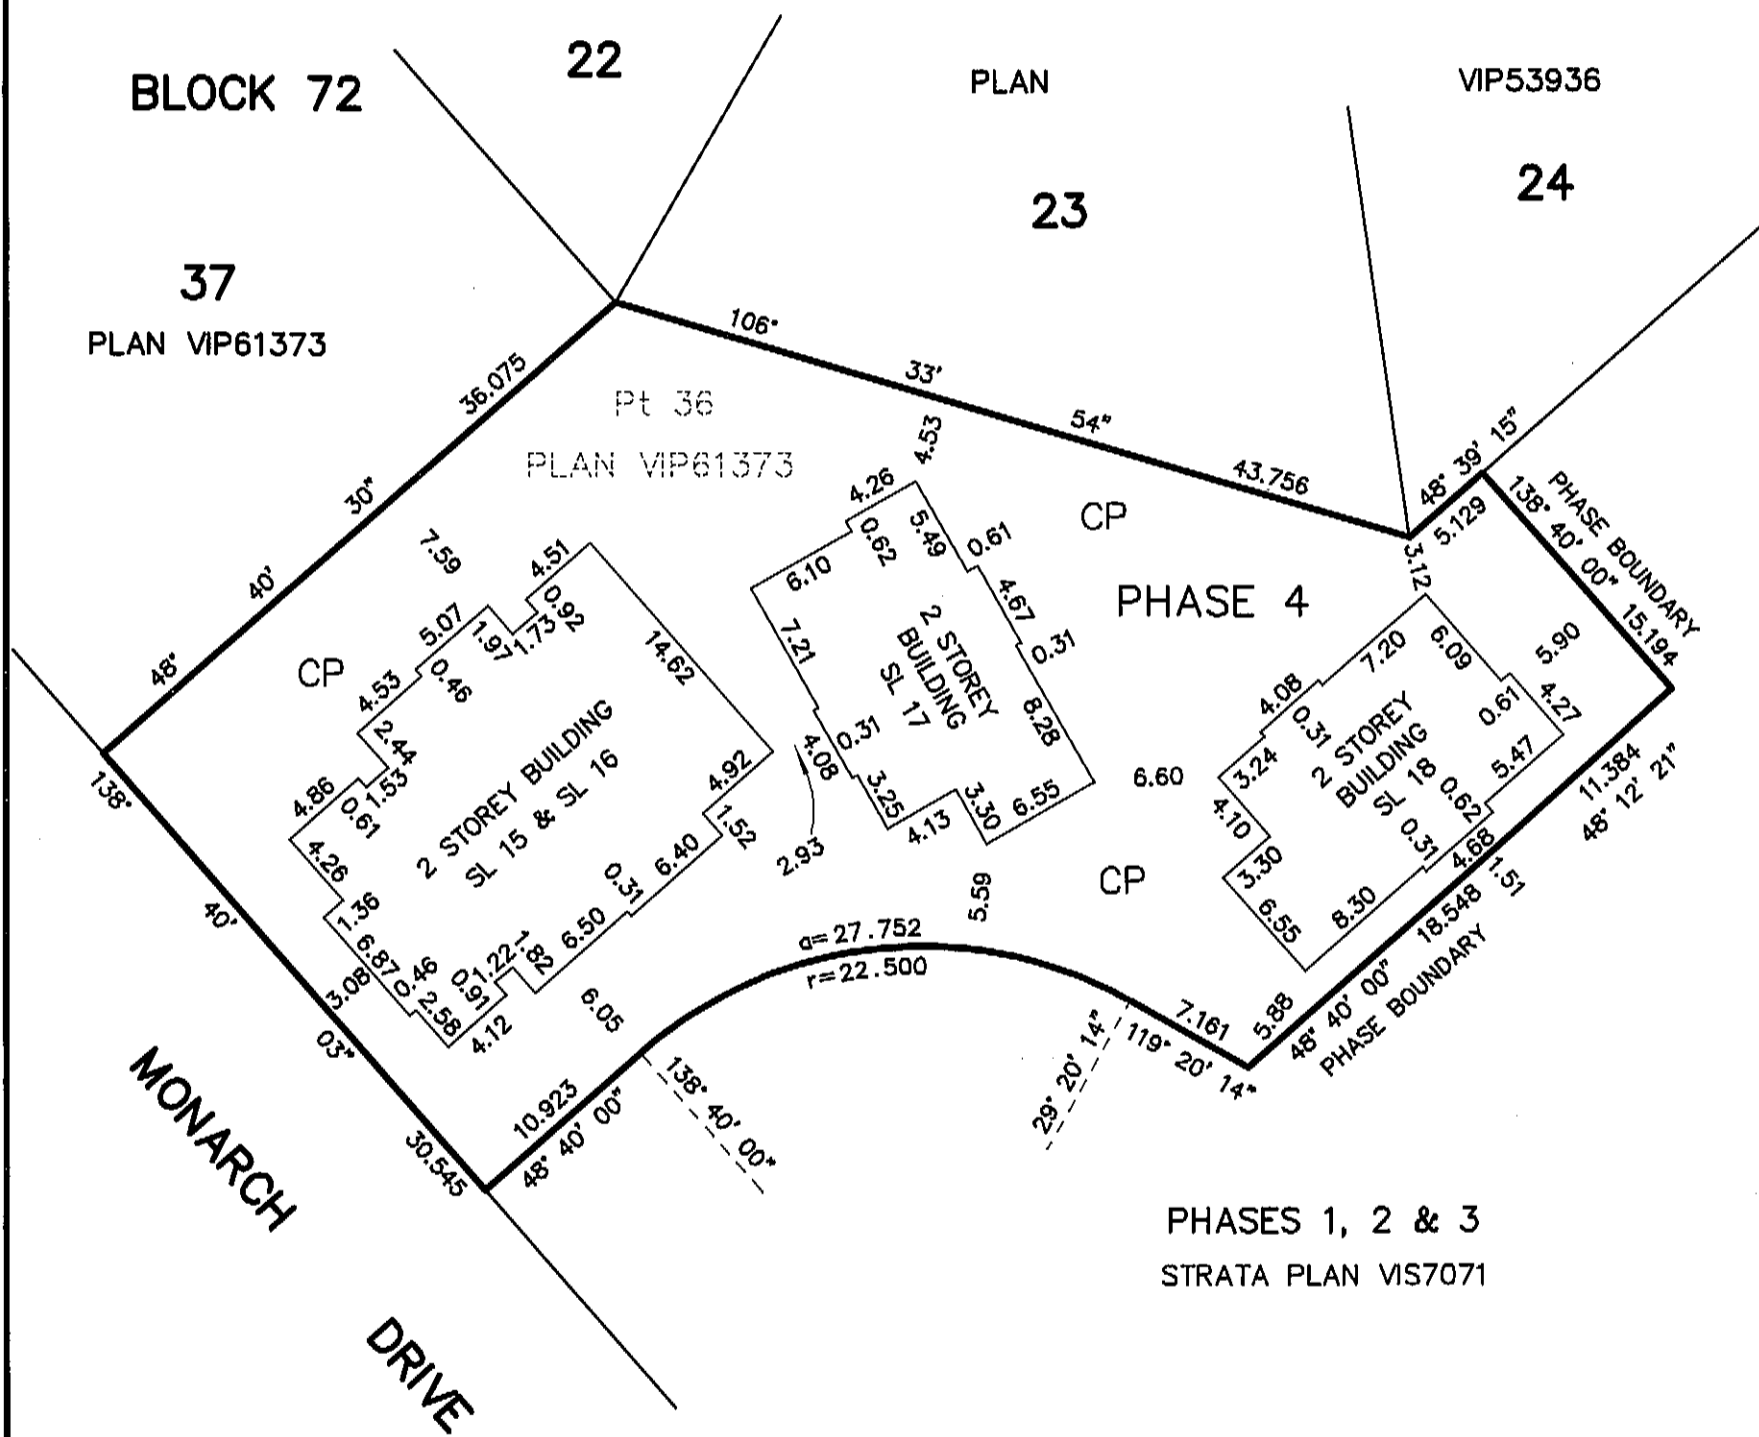 BLOCK 72
22
PLAN
VIP53936
23
24
37
PLAN VIP61373
106°
33'
54"
43.756
36.075
30"
40'
48°
Pt 36
PLAN VIP61373
4.53
48° 39' 15"
5.129
138° 40' 00"
15.194
PHASE BOUNDARY
CP
PHASE 4
CP
7.59
4.51
0.92
1.73
1.97
5.07
0.46
4.53
2.44
1.53
0.61
4.86
4.26
1.36
6.87
0.46
2.58
4.12
0.91
1.22
1.82
6.50
0.31
6.40
1.52
4.92
14.62
2 STOREY BUILDING
SL 15 & SL 16
3.08
6.05
4.26
0.62
6.10
5.49
0.61
4.67
0.31
8.28
7.21
0.31
4.08
3.25
4.13
3.30
6.55
2 STOREY
BUILDING
SL 17
2.93
5.59
6.60
3.12
7.20
6.09
5.90
0.61
4.27
5.47
0.62
4.68
0.31
8.30
6.55
3.30
4.10
3.24
0.31
4.08
2 STOREY
BUILDING
SL 18
11.384
48° 12' 21"
1.51
18.548
48° 40' 00"
PHASE BOUNDARY
5.88
CP
a=27.752
r=22.500
7.161
119° 20' 14"
29° 20' 14"
138° 40' 00"
10.923
48° 40' 00"
138°
40'
03"
30.545
MONARCH
DRIVE
PHASES 1, 2 & 3
STRATA PLAN VIS7071